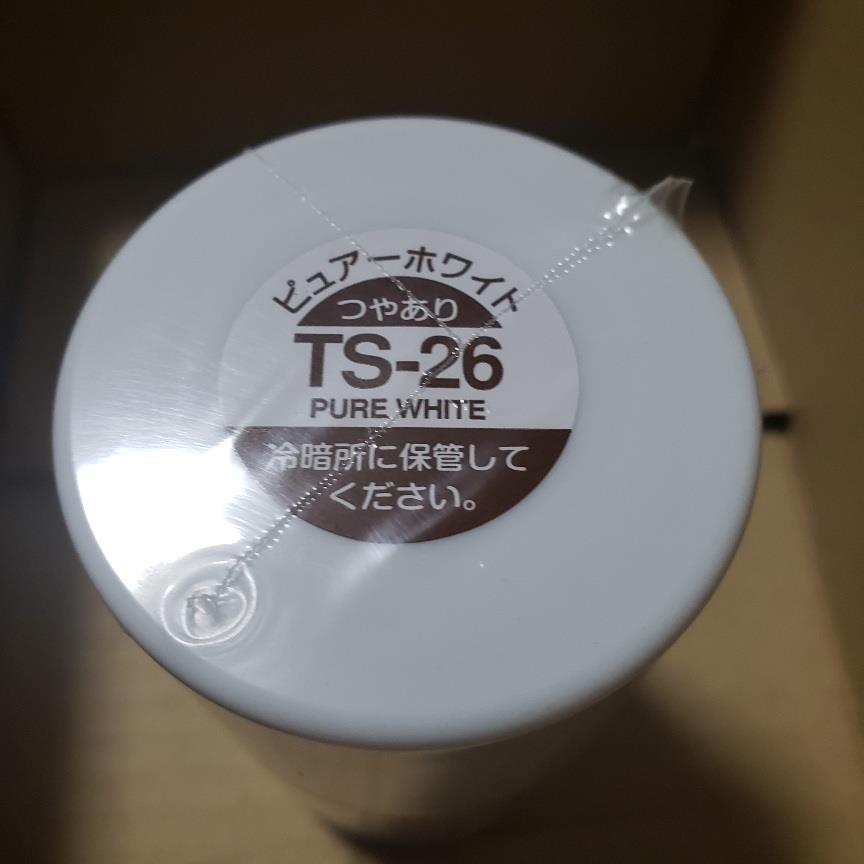 ピュアーホワイト
つやあり
TS-26
PURE WHITE
冷暗所に保管して
ください。